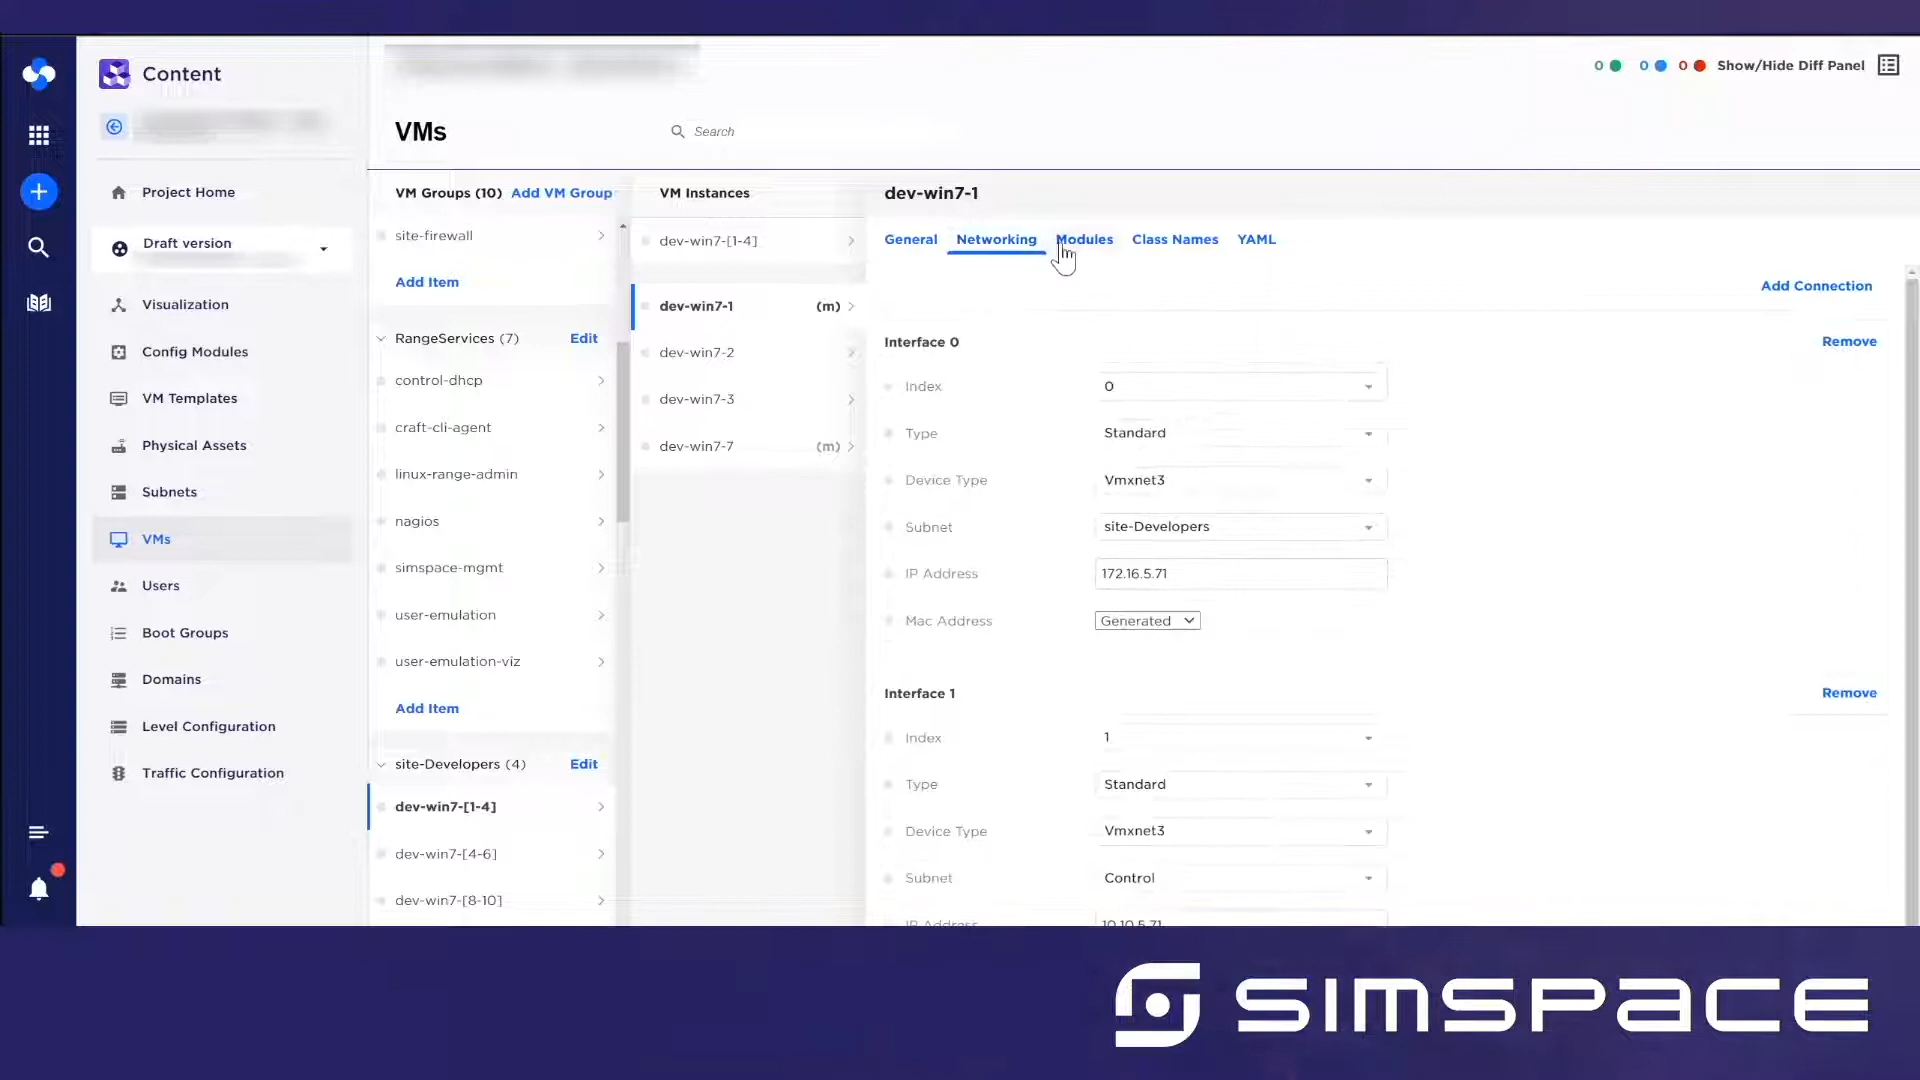 Content
0 0 0 Show/Hide Diff Panel
VMs
Search
Project Home
Draft version
Visualization
Config Modules
VM Templates
Physical Assets
Subnets
VMs
Users
Boot Groups
Domains
Level Configuration
Traffic Configuration
VM Groups (10) Add VM Group
site-firewall
Add Item
RangeServices (7) Edit
control-dhcp
craft-cli-agent
linux-range-admin
nagios
simspace-mgmt
user-emulation
user-emulation-viz
Add Item
site-Developers (4) Edit
dev-win7-[1-4]
dev-win7-[4-6]
dev-win7-[8-10]
VM Instances
dev-win7-[1-4]
dev-win7-1 (m)
dev-win7-2
dev-win7-3
dev-win7-7 (m)
dev-win7-1
General Networking Modules Class Names YAML
Add Connection
Interface 0 Remove
Index 0
Type Standard
Device Type Vmxnet3
Subnet site-Developers
IP Address 172.16.5.71
Mac Address Generated
Interface 1 Remove
Index 1
Type Standard
Device Type Vmxnet3
Subnet Control
IP Address 10.10.5.71
SIMSPACE